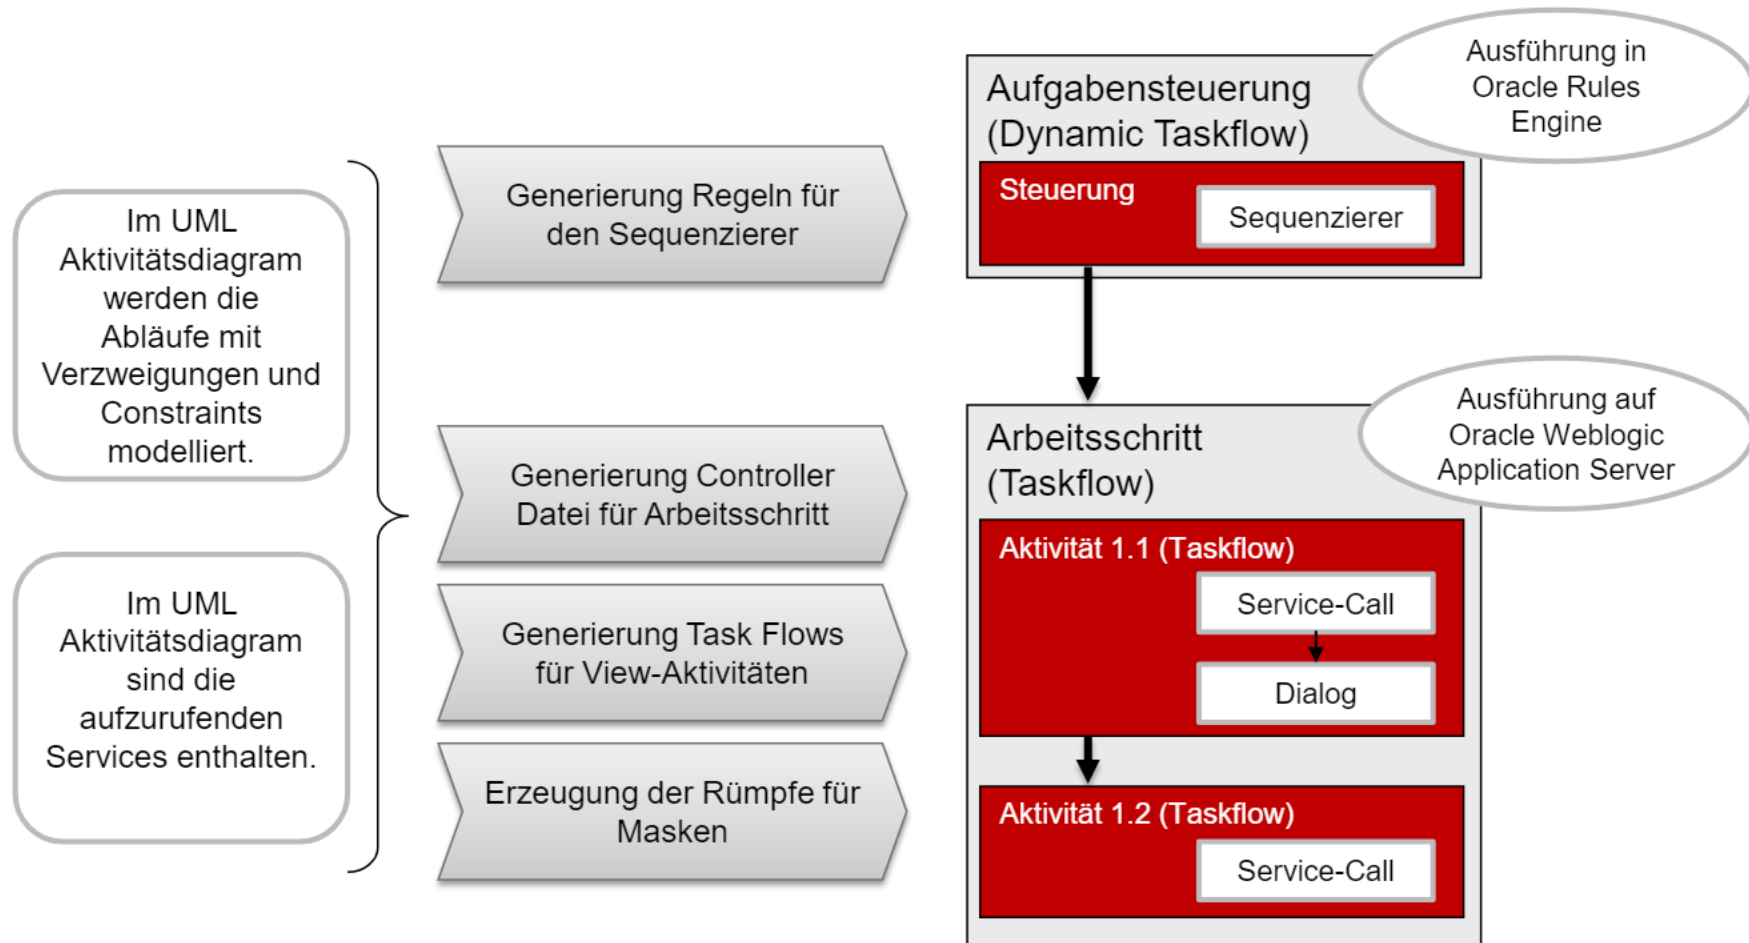 Im UML
Aktivitätsdiagram
werden die
Abläufe mit
Verzweigungen und
Constraints
modelliert.
Im UML
Aktivitätsdiagram
sind die
aufzurufenden
Services enthalten.
Generierung Regeln für
den Sequenzierer
Generierung Controller
Datei für Arbeitsschritt
Generierung Task Flows
für View-Aktivitäten
Erzeugung der Rümpfe für
Masken
Aufgabensteuerung
(Dynamic Taskflow)
Ausführung in
Oracle Rules
Engine
Steuerung
Sequenzierer
Arbeitsschritt
(Taskflow)
Ausführung auf
Oracle Weblogic
Application Server
Aktivität 1.1 (Taskflow)
Service-Call
Dialog
Aktivität 1.2 (Taskflow)
Service-Call